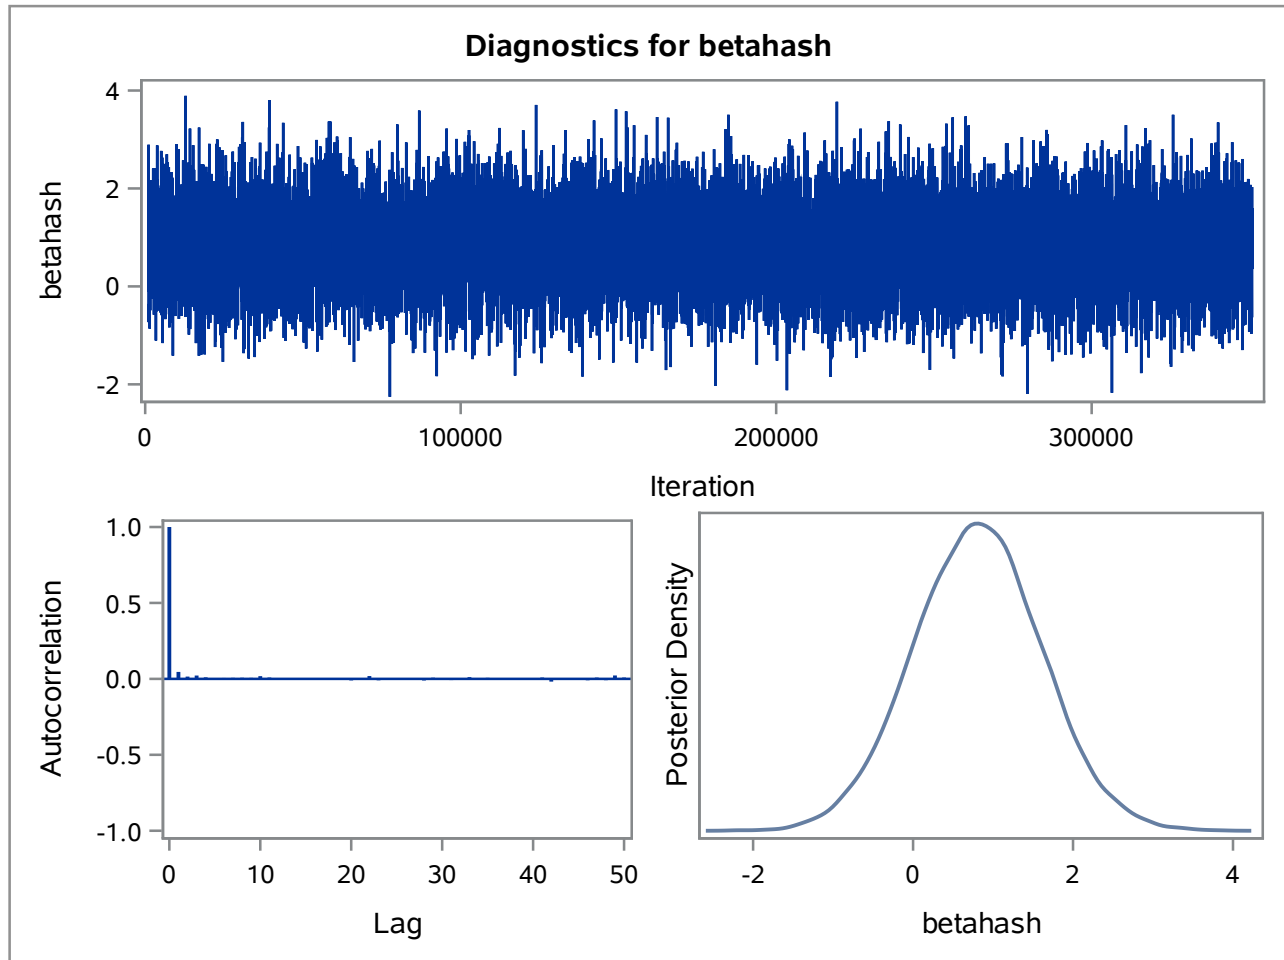 Diagnostics for betahash
betahash
4
2
0
-2
0 100000 200000 300000
Iteration
Autocorrelation
1.0
0.5
0.0
-0.5
-1.0
0 10 20 30 40 50
Lag
Posterior Density
-2 0 2 4
betahash